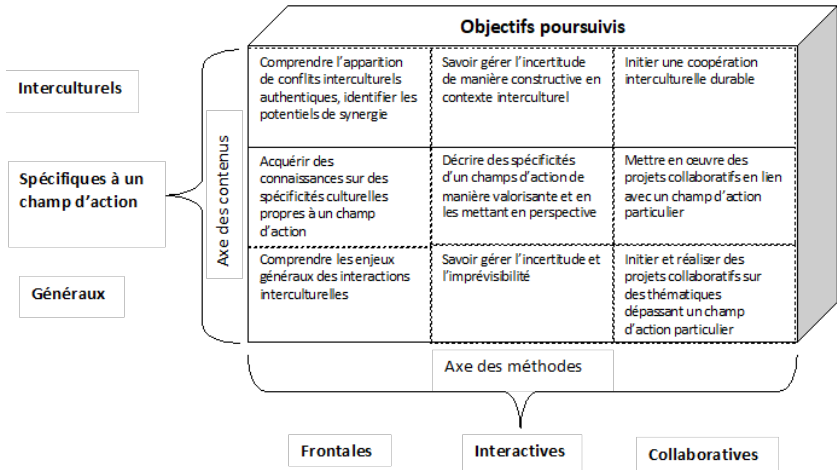 Objectifs poursuivis
Interculturels
Spécifiques à un
champ d’action
Généraux
Axe des contenus
Comprendre l’apparition
de conflits interculturels
authentiques, identifier les
potentiels de synergie
Savoir gérer l’incertitude
de manière constructive en
contexte interculturel
Initier une coopération
interculturelle durable
Acquérir des
connaissances sur des
spécificités culturelles
propres à un champ
d’action
Décrire des spécificités
d’un champs d’action de
manière valorisante et en
les mettant en perspective
Mettre en œuvre des
projets collaboratifs en lien
avec un champ d’action
particulier
Comprendre les enjeux
généraux des interactions
interculturelles
Savoir gérer l’incertitude et
l’imprévisibilité
Initier et réaliser des
projets collaboratifs sur
des thématiques
dépassant un champ
d’action particulier
Axe des méthodes
Frontales
Interactives
Collaboratives